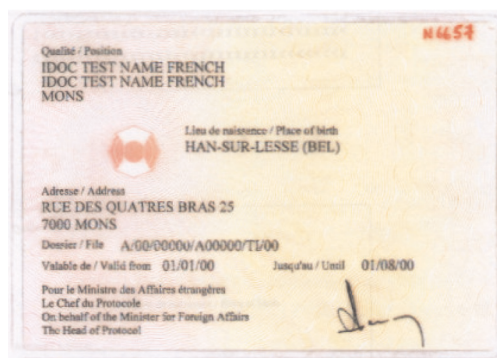 N4657
Qualité / Position
IDOC TEST NAME FRENCH
IDOC TEST NAME FRENCH
MONS
Lieu de naissance / Place of birth
HAN-SUR-LESSE (BEL)
Adresse / Address
RUE DES QUATRES BRAS 25
7000 MONS
Dossier / File A/00/00000/A00000/TI/00
Valable de / Valid from 01/01/00 Jusqu'au / Until 01/08/00
Pour le Ministre des Affaires étrangères
Le Chef du Protocole
On behalf of the Minister for Foreign Affairs
The Head of Protocol